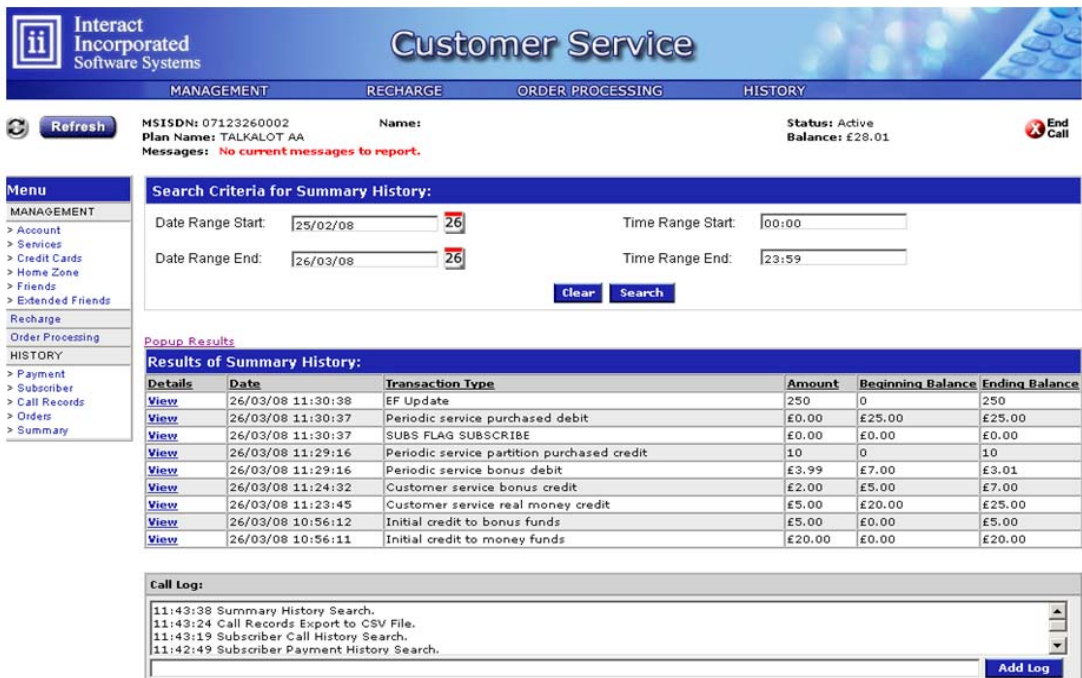 Interact
Incorporated
Software Systems
Customer Service
MANAGEMENT RECHARGE ORDER PROCESSING HISTORY
Refresh
MSISDN: 07123260002 Name: Status: Active
Plan Name: TALKALOT AA Balance: £28.01
Messages: No current messages to report.
End Call
Menu
MANAGEMENT
> Account
> Services
> Credit Cards
> Home Zone
> Friends
> Extended Friends
Recharge
Order Processing
HISTORY
> Payment
> Subscriber
> Call Records
> Orders
> Summary
Search Criteria for Summary History:
Date Range Start: 25/02/08 26 Time Range Start: 00:00
Date Range End: 26/03/08 26 Time Range End: 23:59
Clear Search
Popup Results
Results of Summary History:
Details Date Transaction Type Amount Beginning Balance Ending Balance
View 26/03/08 11:30:38 EF Update 250 0 250
View 26/03/08 11:30:37 Periodic service purchased debit £0.00 £25.00 £25.00
View 26/03/08 11:30:37 SUBS FLAG SUBSCRIBE £0.00 £0.00 £0.00
View 26/03/08 11:29:16 Periodic service partition purchased credit 10 0 10
View 26/03/08 11:29:16 Periodic service bonus debit £3.99 £7.00 £3.01
View 26/03/08 11:24:32 Customer service bonus credit £2.00 £5.00 £7.00
View 26/03/08 11:23:45 Customer service real money credit £5.00 £20.00 £25.00
View 26/03/08 10:56:12 Initial credit to bonus funds £5.00 £0.00 £5.00
View 26/03/08 10:56:11 Initial credit to money funds £20.00 £0.00 £20.00
Call Log:
11:43:38 Summary History Search.
11:43:24 Call Records Export to CSV File.
11:43:19 Subscriber Call History Search.
11:42:49 Subscriber Payment History Search.
Add Log